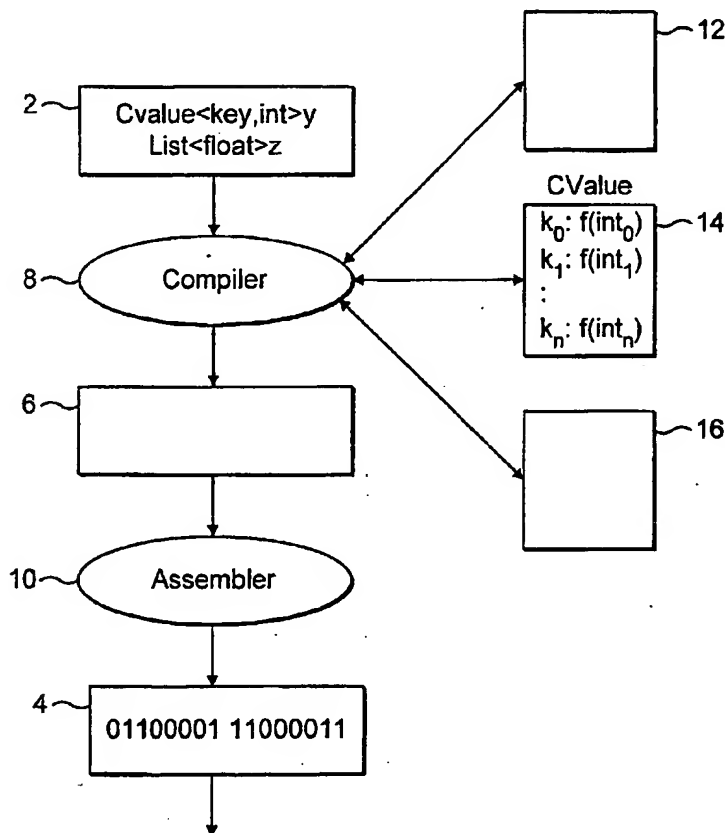 12
2
Cvalue<key,int>y
List<float>z
CValue
14
k0: f(int0)
k1: f(int1)
:
kn: f(intn)
8
Compiler
6
16
10
Assembler
4
01100001 11000011